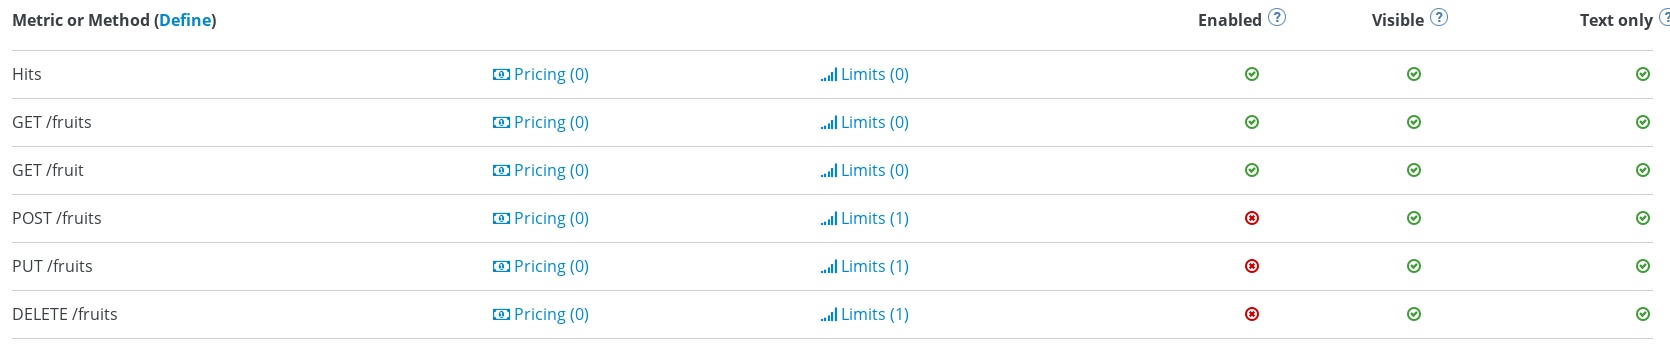 Metric or Method (Define) Enabled ? Visible ? Text only ?
Hits Pricing (0) Limits (0)
GET /fruits Pricing (0) Limits (0)
GET /fruit Pricing (0) Limits (0)
POST /fruits Pricing (0) Limits (1)
PUT /fruits Pricing (0) Limits (1)
DELETE /fruits Pricing (0) Limits (1)